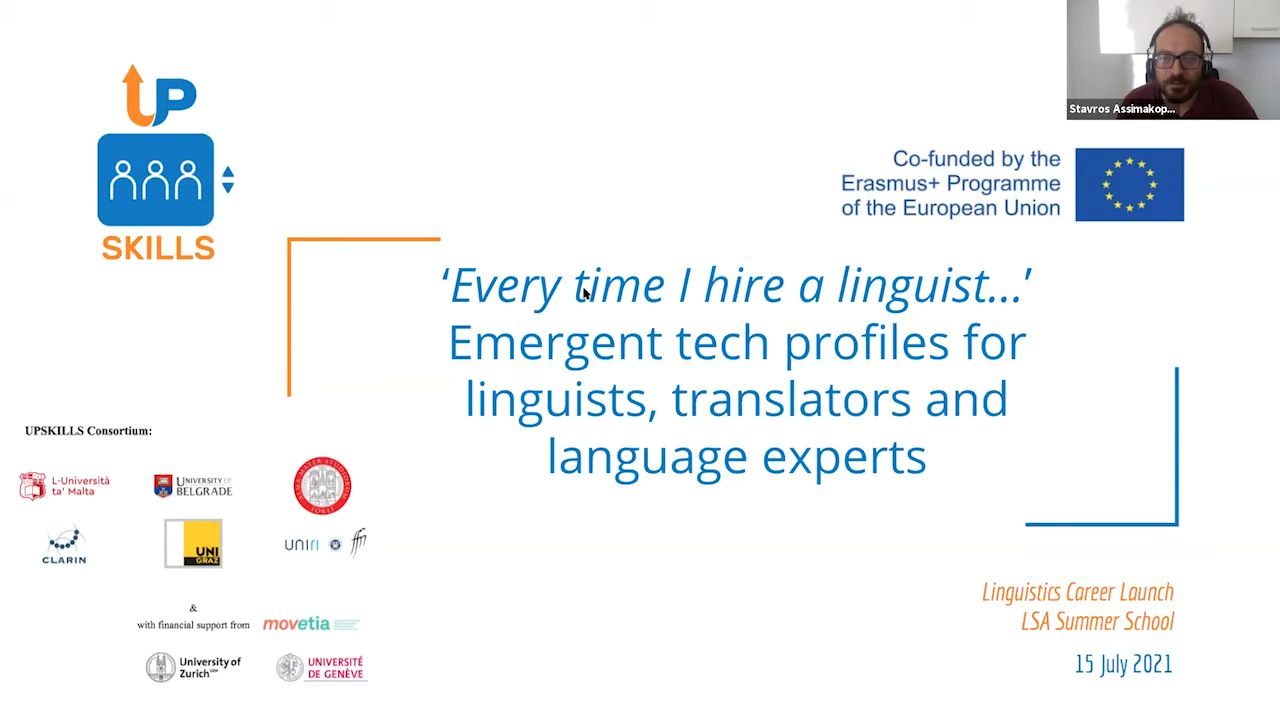 Stavros Assimakop...
UP
SKILLS
Co-funded by the
Erasmus+ Programme
of the European Union
‘Every time I hire a linguist...’
Emergent tech profiles for
linguists, translators and
language experts
UPSKILLS Consortium:
L-Università
ta' Malta
UNIVERSITY OF
BELGRADE
CLARIN
UNI
GRAZ
UNIRI
&
with financial support from
movetia
University of
Zurich
UNIVERSITÉ
DE GENÈVE
Linguistics Career Launch
LSA Summer School
15 July 2021